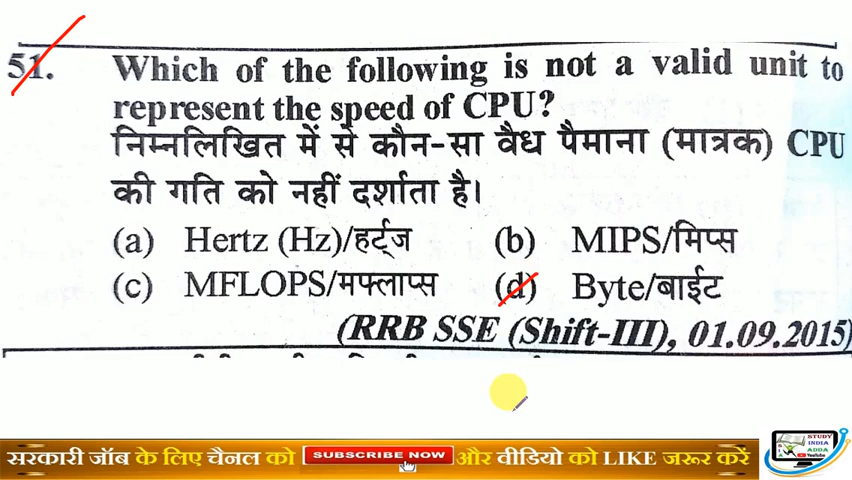 51. Which of the following is not a valid unit to
represent the speed of CPU?
निम्नलिखित में से कौन-सा वैध पैमाना (मात्रक) CPU
की गति को नहीं दर्शाता है।
(a) Hertz (Hz)/हर्ट्ज (b) MIPS/मिप्स
(c) MFLOPS/मफ्लाप्स (d) Byte/बाईट
(RRB SSE (Shift-III), 01.09.2015)
सरकारी जॉब के लिए चैनल को SUBSCRIBE NOW और वीडियो को LIKE जरूर करें
STUDY
INDIA
ADDA
YouTube